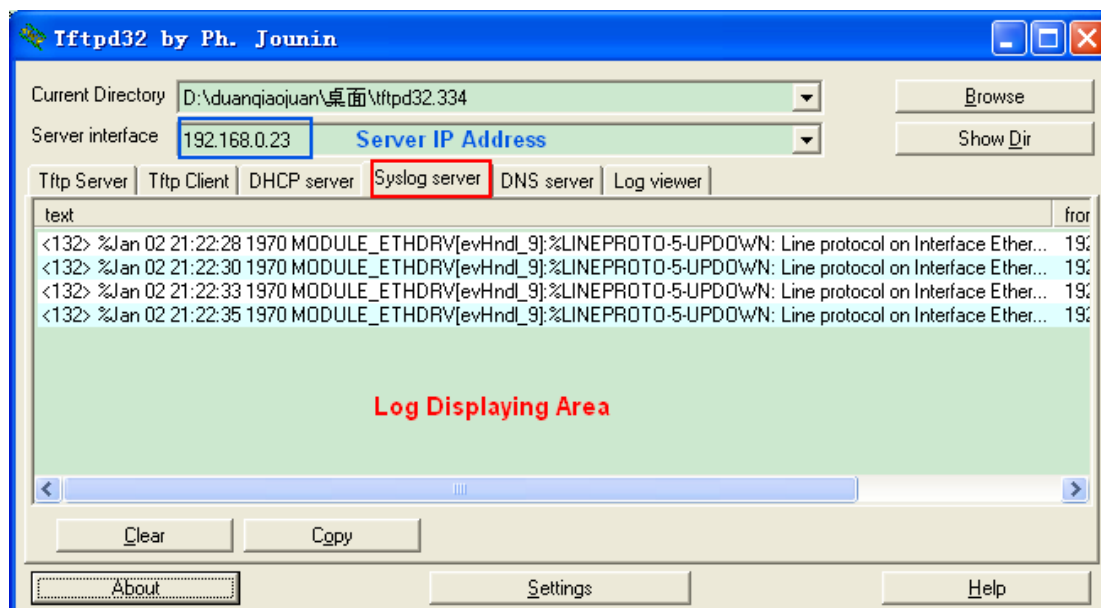 Tftpd32 by Ph. Jounin
Current Directory D:\duanqiaojuan\桌面\tftpd32.334 Browse
Server interface 192.168.0.23 Server IP Address Show Dir
Tftp Server Tftp Client DHCP server Syslog server DNS server Log viewer
text fror
<132> %Jan 02 21:22:28 1970 MODULE_ETHDRV[evHndl_9]:%LINEPROTO-5-UPDOWN: Line protocol on Interface Ether... 192
<132> %Jan 02 21:22:30 1970 MODULE_ETHDRV[evHndl_9]:%LINEPROTO-5-UPDOWN: Line protocol on Interface Ether... 192
<132> %Jan 02 21:22:33 1970 MODULE_ETHDRV[evHndl_9]:%LINEPROTO-5-UPDOWN: Line protocol on Interface Ether... 192
<132> %Jan 02 21:22:35 1970 MODULE_ETHDRV[evHndl_9]:%LINEPROTO-5-UPDOWN: Line protocol on Interface Ether... 192
Log Displaying Area
Clear Copy
About Settings Help